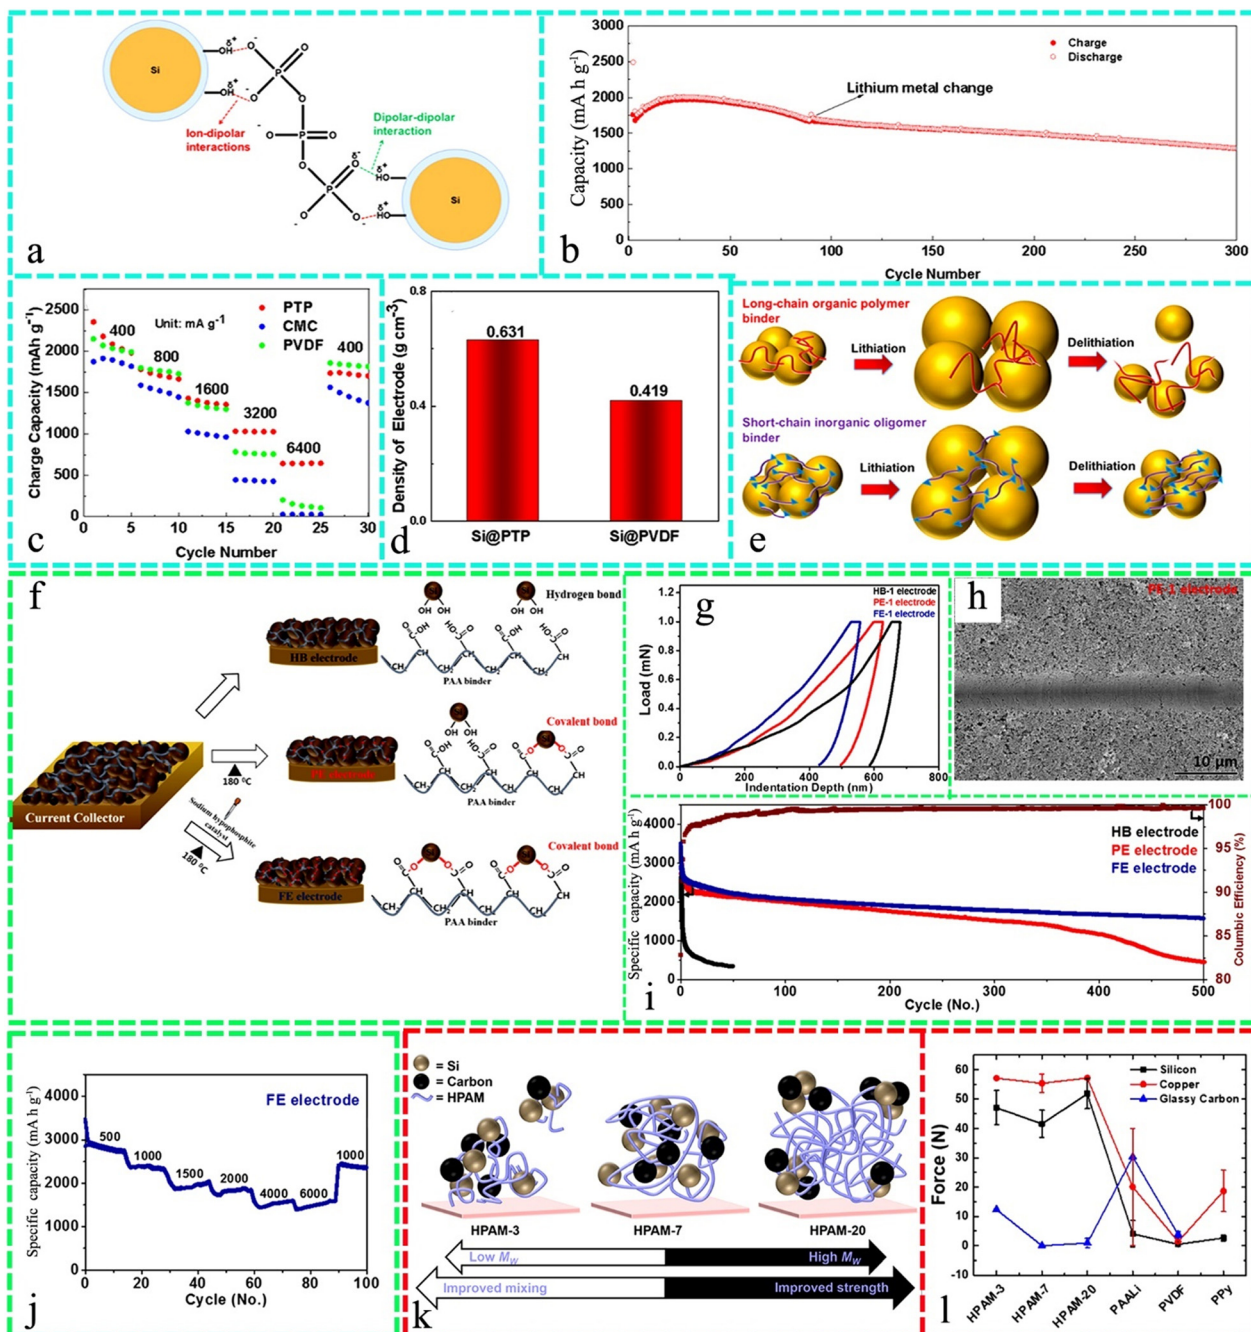 a
Si
OH
δ+
O
-
P
O
OH
δ+
Ion-dipolar
interactions
Dipolar-dipolar
interaction
δ-
δ+
HO
HO
δ+
Si
b
Capacity (mA h g-1)
3000
2500
2000
1500
1000
500
0
Charge
Discharge
Lithium metal change
0
50
100
150
200
250
300
Cycle Number
c
Charge Capacity (mAh g-1)
2500
2000
1500
1000
500
0
Unit: mA g-1
PTP
CMC
PVDF
400
800
1600
3200
6400
400
0 5 10 15 20 25 30
Cycle Number
d
Density of Electrode (g cm-3)
0.8
0.4
0.0
0.631
0.419
Si@PTP
Si@PVDF
e
Long-chain organic polymer
binder
Lithiation
Delithiation
Short-chain inorganic oligomer
binder
Lithiation
Delithiation
f
Current Collector
180 ⁰C
Sodium hypophosphite
catalyst
180 ⁰C
HB electrode
Hydrogen bond
PAA binder
PE electrode
Covalent bond
PAA binder
FE electrode
Covalent bond
PAA binder
g
Load (mN)
1.2
1.0
0.8
0.6
0.4
0.2
0.0
HB-1 electrode
PE-1 electrode
FE-1 electrode
0 200 400 600 800
Indentation Depth (nm)
h
PE-1 electrode
10 μm
i
Specific capacity (mA h g-1)
4000
3000
2000
1000
0
HB electrode
PE electrode
FE electrode
100
95
90
85
80
Columbic Efficiency (%)
0 100 200 300 400 500
Cycle (No.)
j
Specific capacity (mA h g-1)
5000
4000
3000
2000
1000
0
FE electrode
500
1000
1500
2000
4000
6000
1000
0 20 40 60 80 100
Cycle (No.)
k
= Si
= Carbon
= HPAM
HPAM-3
HPAM-7
HPAM-20
Low MW
High MW
Improved mixing
Improved strength
l
Force (N)
60
50
40
30
20
10
0
-10
Silicon
Copper
Glassy Carbon
HPAM-3
HPAM-7
HPAM-20
PAALi
PVDF
PPy